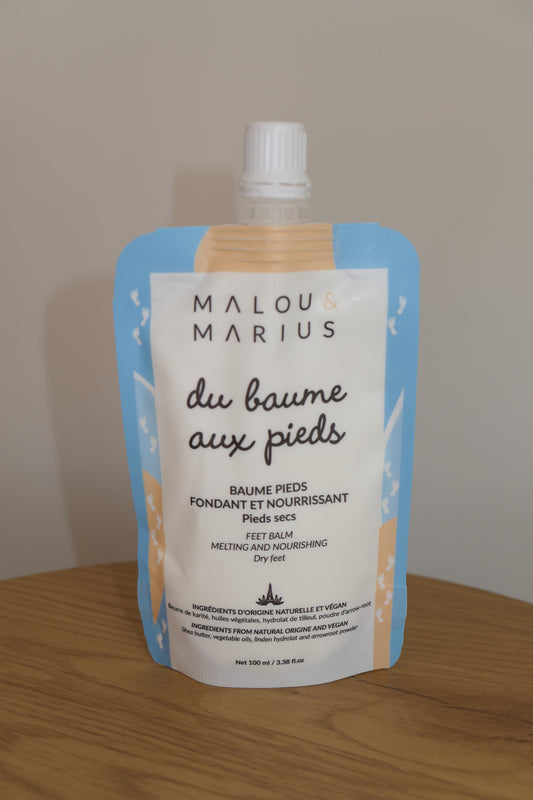 MALOU &
MARIUS
du baume
aux pieds
BAUME PIEDS
FONDANT ET NOURRISSANT
Pieds secs
FEET BALM
MELTING AND NOURISHING
Dry feet
INGRÉDIENTS D'ORIGINE NATURELLE ET VÉGAN
Beurre de karité, huiles végétales, hydrolat de tilleul, poudre d'arrow-root
INGREDIENTS FROM NATURAL ORIGINE AND VEGAN
Shea butter, vegetable oils, linden hydrolat and arrowroot powder
Net 100 ml / 3.38 fl.oz